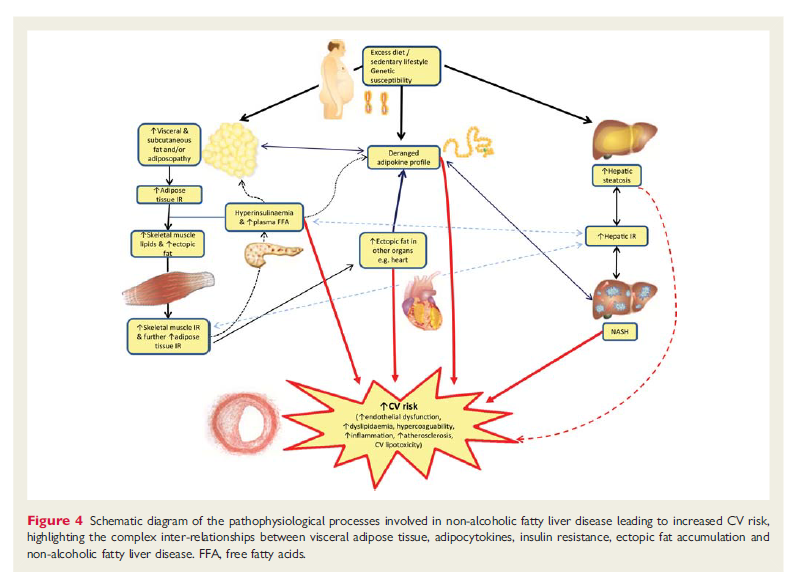 Excess diet /
sedentary lifestyle
Genetic
susceptibility
↑Visceral &
subcutaneous
fat and/or
adiposopathy
Deranged
adipokine profile
↑Hepatic
steatosis
↑Adipose
tissue IR
Hyperinsulinaemia
& ↑plasma FFA
↑Skeletal muscle
lipids & ↑ectopic
fat
↑Ectopic fat in
other organs
e.g. heart
↑Hepatic IR
↑Skeletal muscle IR
& further ↑adipose
tissue IR
NASH
↑CV risk
(↑endothelial dysfunction,
↑dyslipidaemia, hypercoaguability,
↑inflammation, ↑atherosclerosis,
CV lipotoxicity)
Figure 4 Schematic diagram of the pathophysiological processes involved in non-alcoholic fatty liver disease leading to increased CV risk,
highlighting the complex inter-relationships between visceral adipose tissue, adipocytokines, insulin resistance, ectopic fat accumulation and
non-alcoholic fatty liver disease. FFA, free fatty acids.